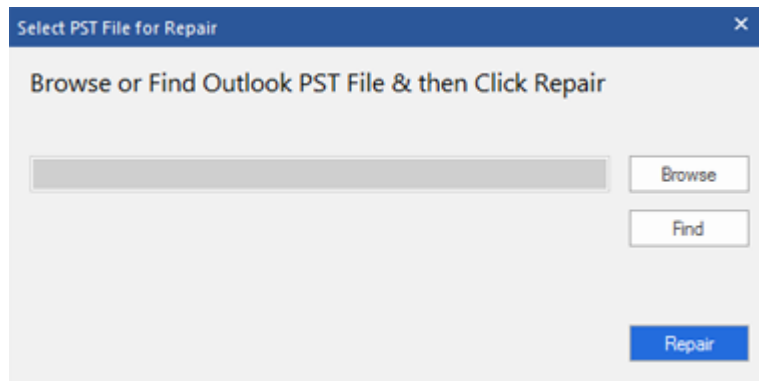 Select PST File for Repair
Browse or Find Outlook PST File & then Click Repair
Browse
Find
Repair